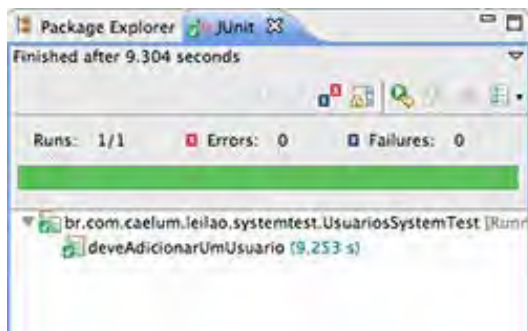 Package Explorer JUnit
Finished after 9.304 seconds
Runs: 1/1 Errors: 0 Failures: 0
br.com.caelum.leilao.systemtest.UsuariosSystemTest [Runr
deveAdicionarUmUsuario (9,253 s)